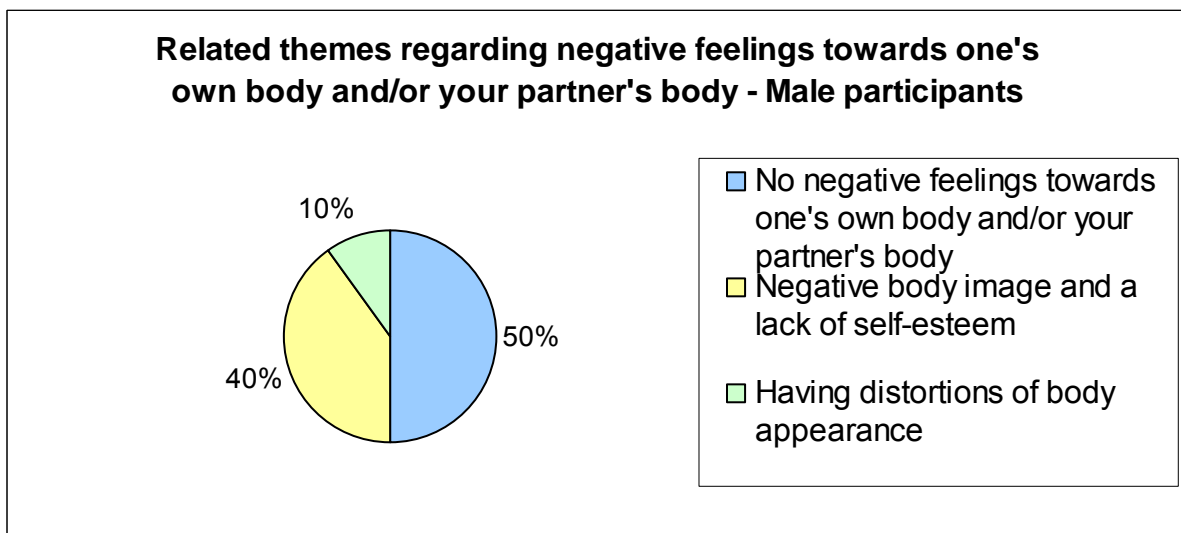 Related themes regarding negative feelings towards one's
own body and/or your partner's body - Male participants
10%
50%
40%
No negative feelings towards
one's own body and/or your
partner's body
Negative body image and a
lack of self-esteem
Having distortions of body
appearance